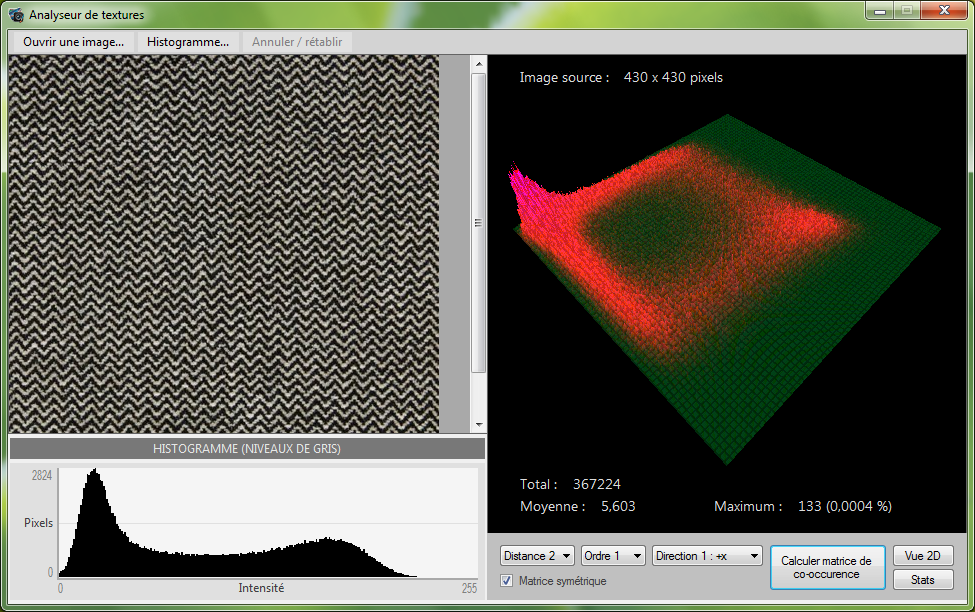 Analyseur de textures
Ouvrir une image... Histogramme... Annuler / rétablir
Image source : 430 x 430 pixels
HISTOGRAMME (NIVEAUX DE GRIS)
2824
Pixels
0
0 Intensité 255
Total : 367224
Moyenne : 5,603 Maximum : 133 (0,0004 %)
Distance 2 Ordre 1 Direction 1 : +x
Matrice symétrique
Calculer matrice de
co-occurence
Vue 2D
Stats